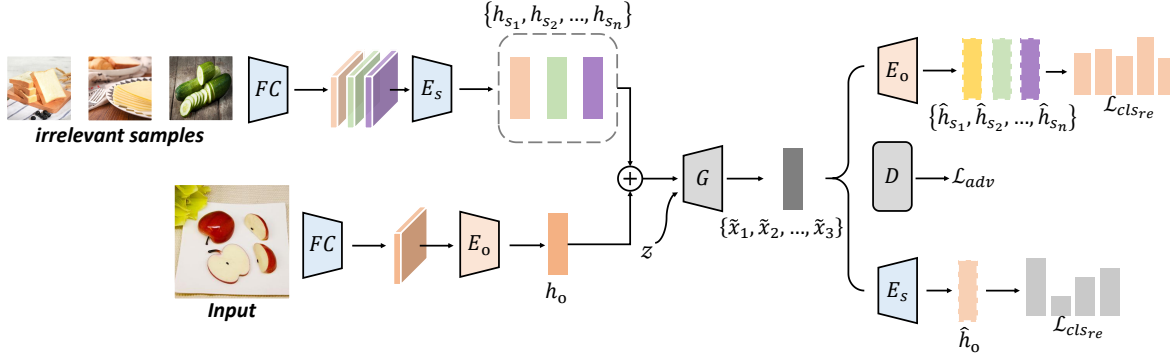 {h_{s_1}, h_{s_2}, ..., h_{s_n}}
FC
E_s
irrelevant samples
E_o
{ĥ_{s_1}, ĥ_{s_2}, ..., ĥ_{s_n}}
ℒ_{cls_{re}}
+
G
D
ℒ_{adv}
{x̃_1, x̃_2, ..., x̃_3}
z
FC
E_o
h_o
Input
E_s
ĥ_o
ℒ_{cls_{re}}